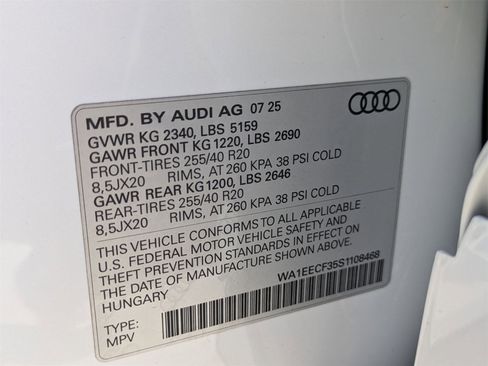 MFD. BY AUDI AG 07 25
GVWR KG 2340, LBS 5159
GAWR FRONT KG 1220, LBS 2690
FRONT-TIRES 255/40 R20
8,5JX20 RIMS, AT 260 KPA 38 PSI COLD
GAWR REAR KG 1200, LBS 2646
REAR-TIRES 255/40 R20
8,5JX20 RIMS, AT 260 KPA 38 PSI COLD
THIS VEHICLE CONFORMS TO ALL APPLICABLE
U.S. FEDERAL MOTOR VEHICLE SAFETY AND
THEFT PREVENTION STANDARDS IN EFFECT ON
THE DATE OF MANUFACTURE SHOWN ABOVE.
HUNGARY
WA1EECF35S1108468
TYPE:
MPV